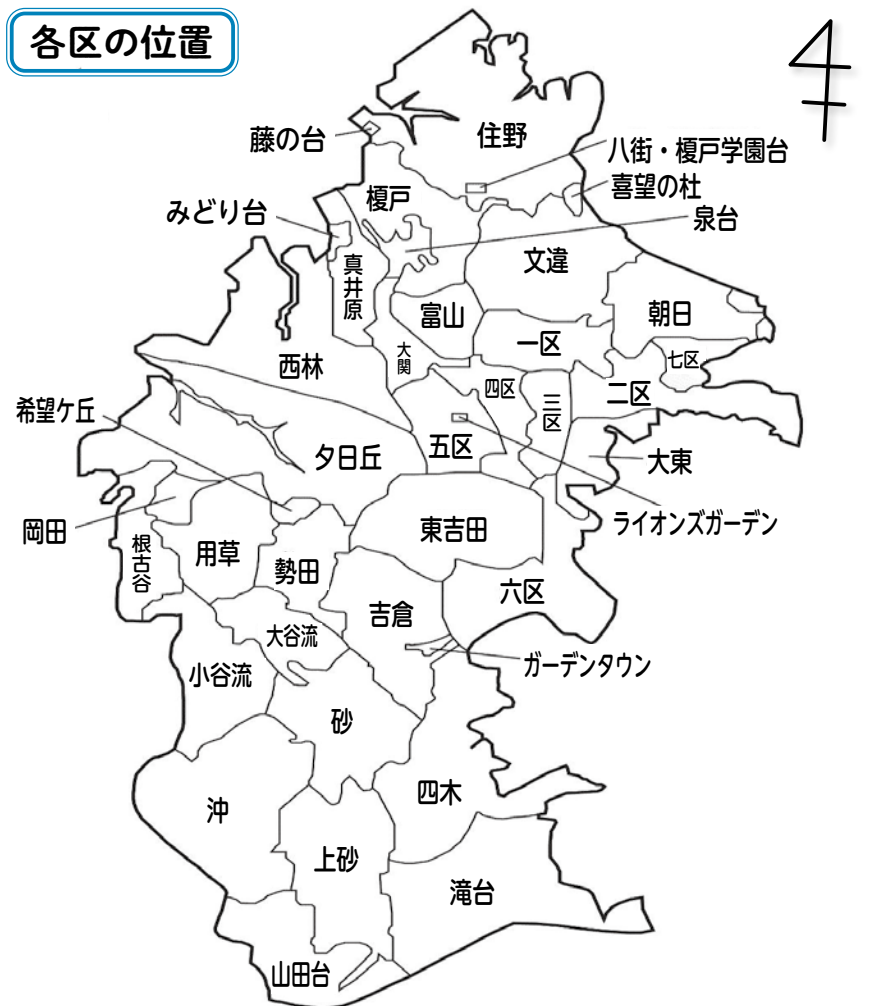 各区の位置
藤の台
住野
八街・榎戸学園台
喜望の杜
榎戸
みどり台
泉台
文違
真井原
富山
朝日
一区
大関
七区
西林
四区
二区
三区
希望ケ丘
五区
夕日丘
大東
ライオンズガーデン
岡田
東吉田
根古谷
用草
勢田
六区
吉倉
大谷流
ガーデンタウン
小谷流
砂
四木
沖
上砂
滝台
山田台